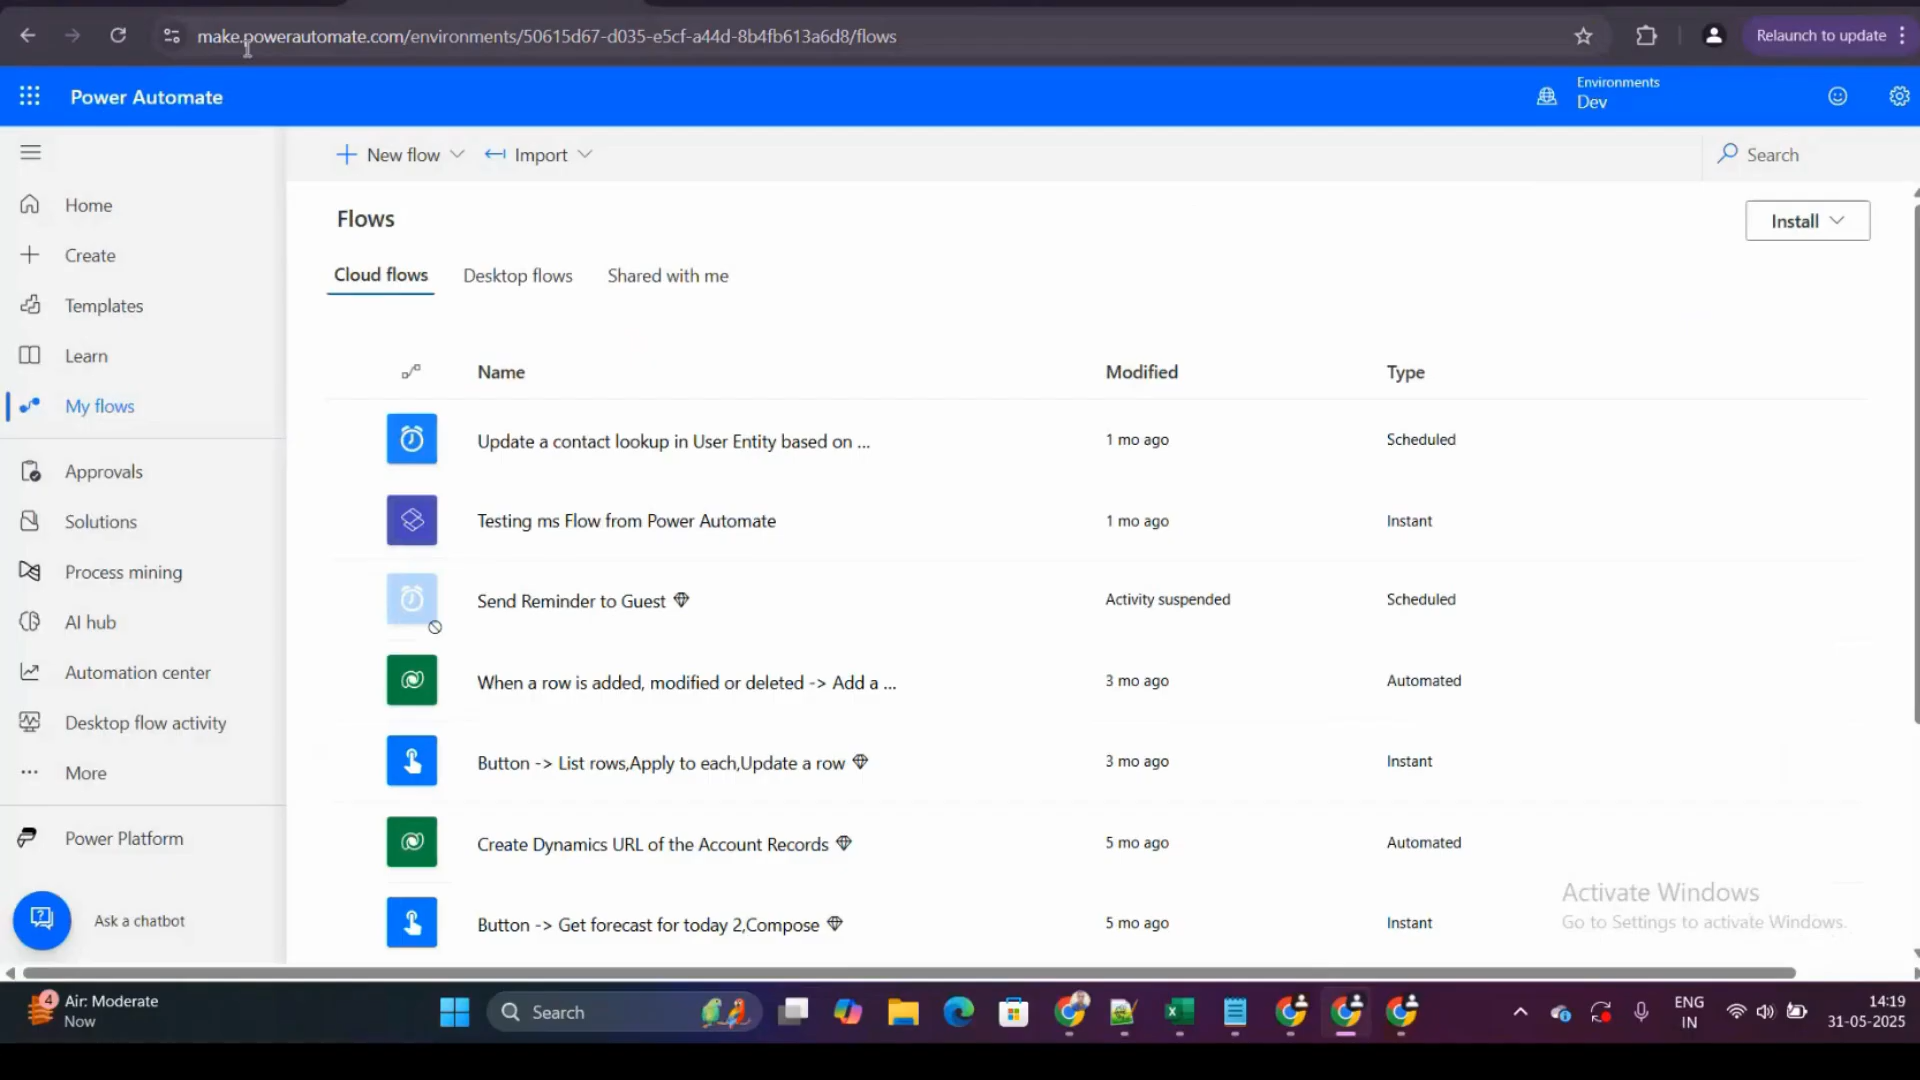 make.powerautomate.com/environments/50615d67-d035-e5cf-a44d-8b4fb613a6d8/flows
Relaunch to update
Power Automate
Environments
Dev
New flow
Import
Search
Home
Create
Templates
Learn
My flows
Approvals
Solutions
Process mining
AI hub
Automation center
Desktop flow activity
More
Power Platform
Ask a chatbot
Flows
Install
Cloud flows
Desktop flows
Shared with me
Name
Modified
Type
Update a contact lookup in User Entity based on ...
1 mo ago
Scheduled
Testing ms Flow from Power Automate
1 mo ago
Instant
Send Reminder to Guest
Activity suspended
Scheduled
When a row is added, modified or deleted -> Add a ...
3 mo ago
Automated
Button -> List rows,Apply to each,Update a row
3 mo ago
Instant
Create Dynamics URL of the Account Records
5 mo ago
Automated
Button -> Get forecast for today 2,Compose
5 mo ago
Instant
Activate Windows
Go to Settings to activate Windows.
4
Air: Moderate
Now
Search
ENG
IN
14:19
31-05-2025